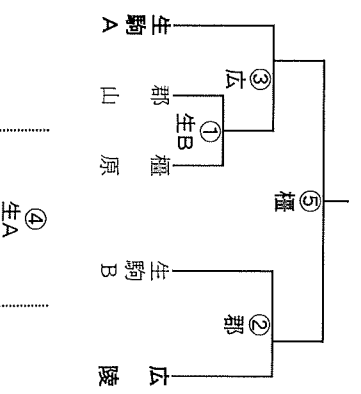 生駒A
③
広
郡山
①
生B
橿原
⑤
橿
④
生A
生駒B
②
郡
広陵